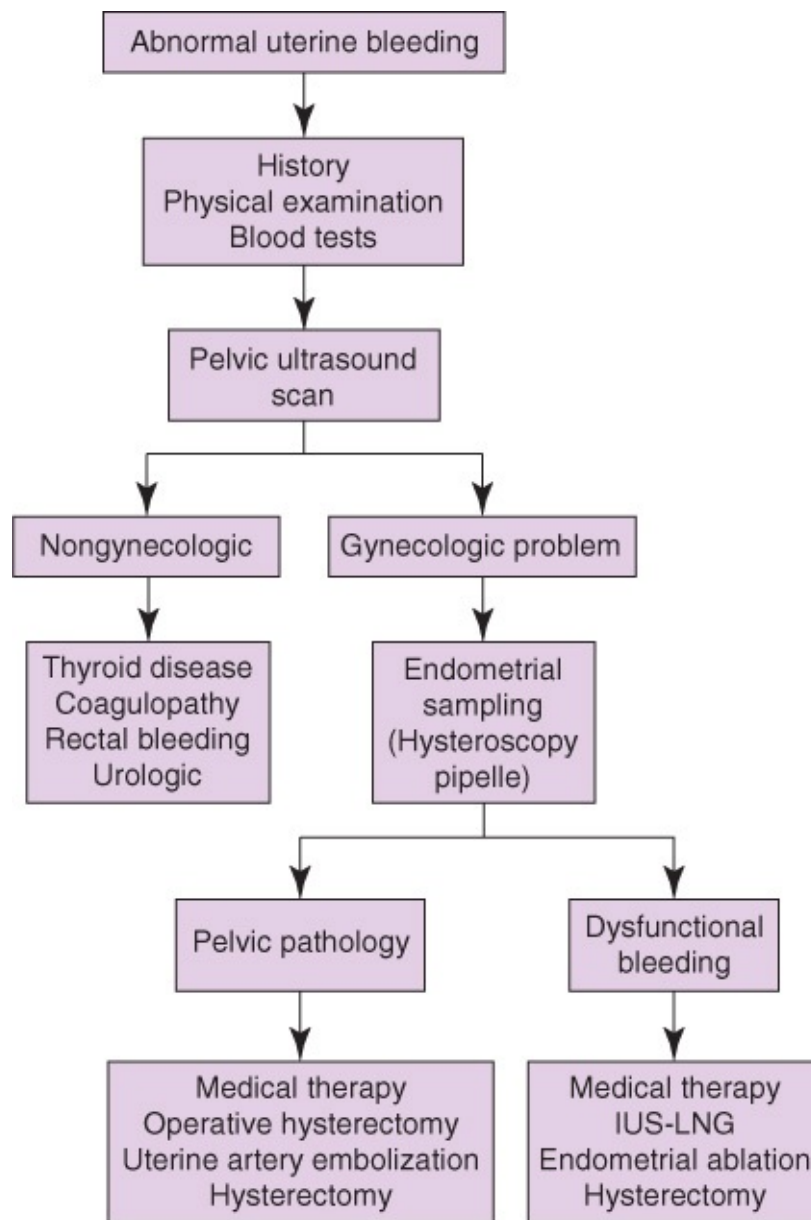 Abnormal uterine bleeding
History
Physical examination
Blood tests
Pelvic ultrasound
scan
Nongynecologic
Gynecologic problem
Thyroid disease
Coagulopathy
Rectal bleeding
Urologic
Endometrial
sampling
(Hysteroscopy
pipelle)
Pelvic pathology
Dysfunctional
bleeding
Medical therapy
Operative hysterectomy
Uterine artery embolization
Hysterectomy
Medical therapy
IUS-LNG
Endometrial ablation
Hysterectomy